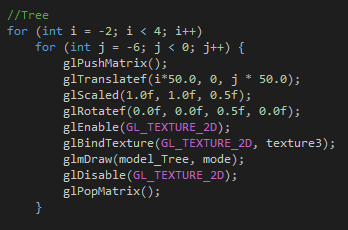 //Tree
for (int i = -2; i < 4; i++)
    for (int j = -6; j < 0; j++) {
        glPushMatrix();
        glTranslatef(i*50.0, 0, j * 50.0);
        glScaled(1.0f, 1.0f, 0.5f);
        glRotatef(0.0f, 0.0f, 0.5f, 0.0f);
        glEnable(GL_TEXTURE_2D);
        glBindTexture(GL_TEXTURE_2D, texture3);
        glmDraw(model_Tree, mode);
        glDisable(GL_TEXTURE_2D);
        glPopMatrix();
    }